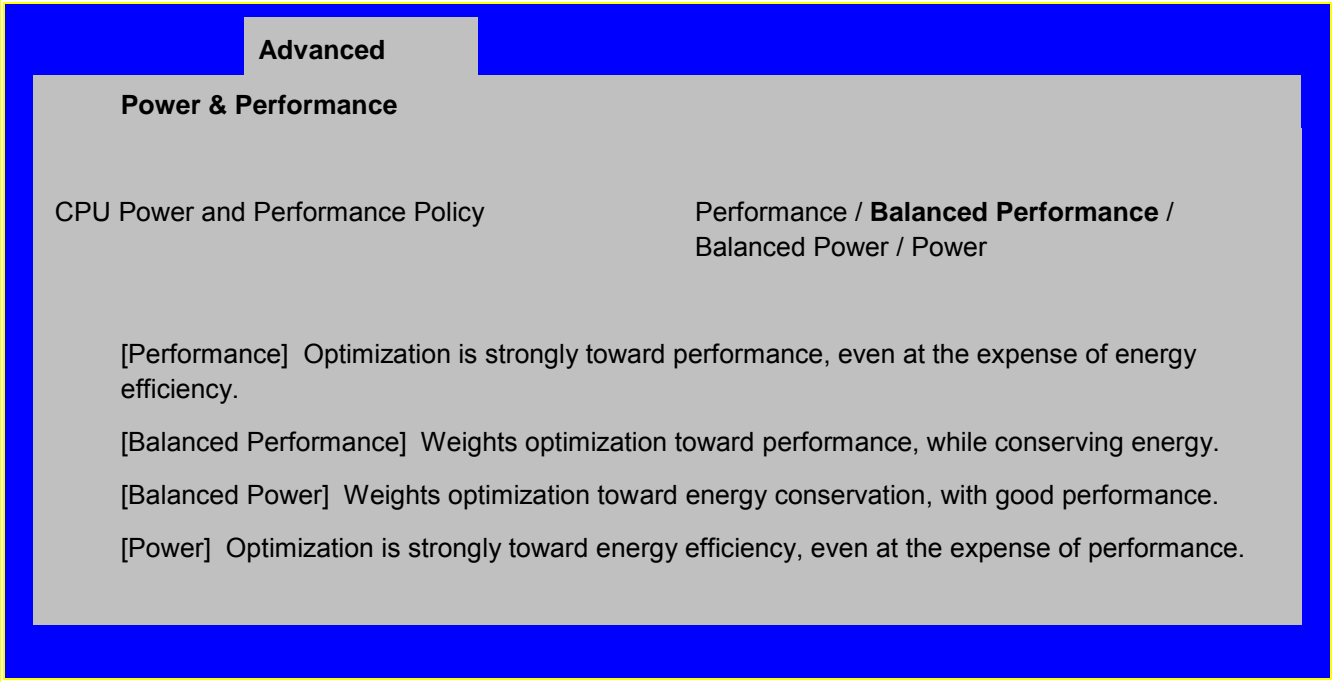 Advanced
Power & Performance
CPU Power and Performance Policy
Performance / Balanced Performance /
Balanced Power / Power
[Performance]  Optimization is strongly toward performance, even at the expense of energy
efficiency.
[Balanced Performance]  Weights optimization toward performance, while conserving energy.
[Balanced Power]  Weights optimization toward energy conservation, with good performance.
[Power]  Optimization is strongly toward energy efficiency, even at the expense of performance.